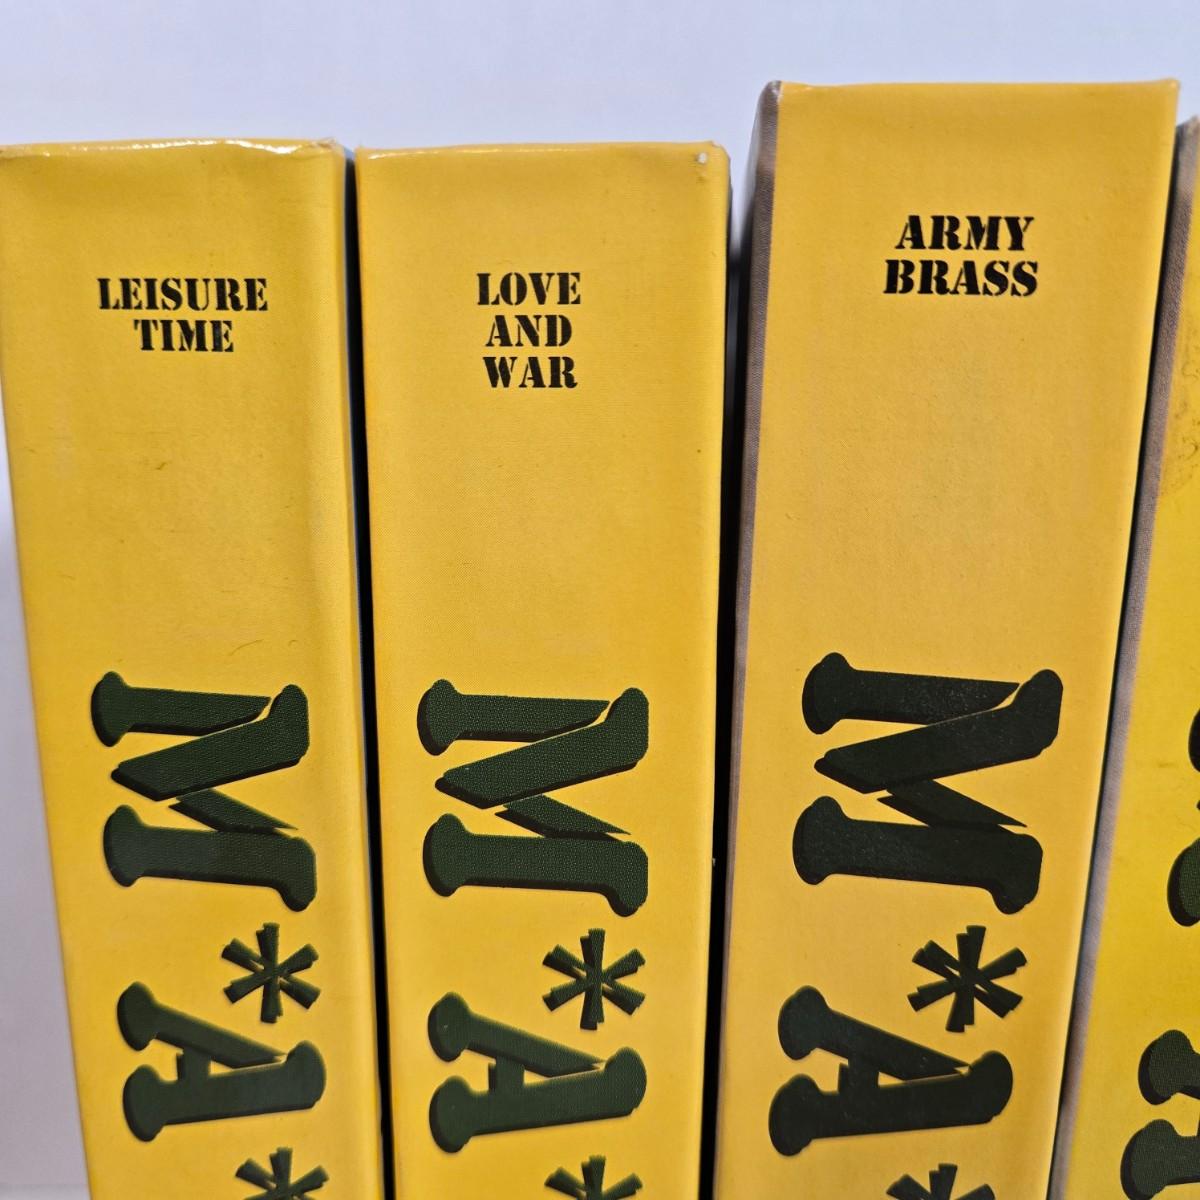 LEISURE
TIME
M*A*
LOVE
AND
WAR
M*A*
ARMY
BRASS
M*A*